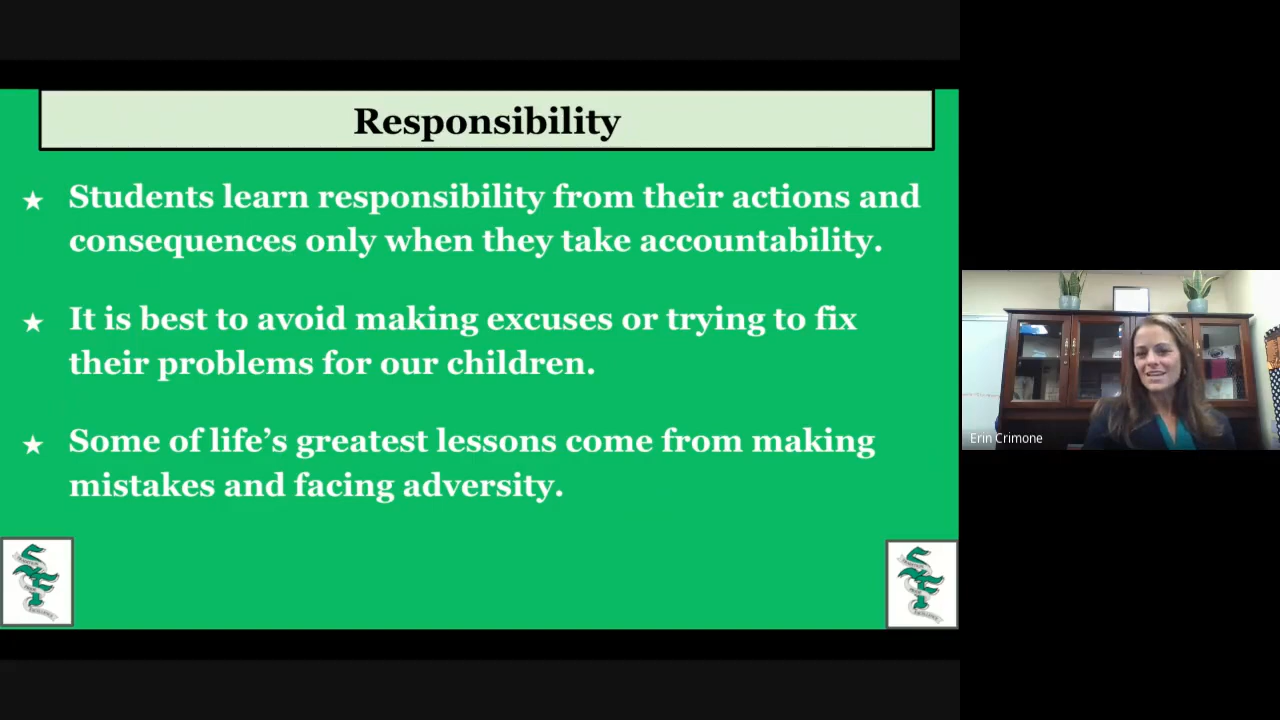 Responsibility
★ Students learn responsibility from their actions and
consequences only when they take accountability.
★ It is best to avoid making excuses or trying to fix
their problems for our children.
★ Some of life’s greatest lessons come from making
mistakes and facing adversity.
Erin Crimone